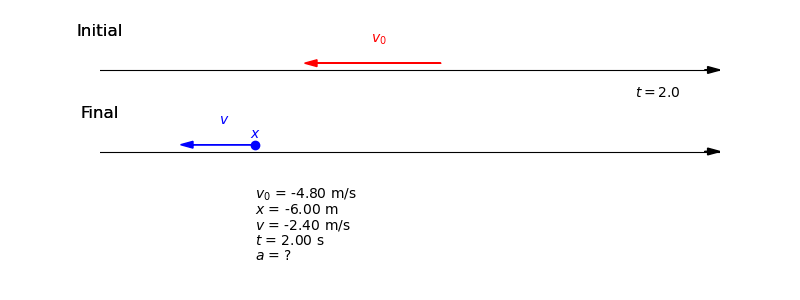 Initial
v₀
t = 2.0
Final
v
x
v₀ = -4.80 m/s
x = -6.00 m
v = -2.40 m/s
t = 2.00 s
a = ?